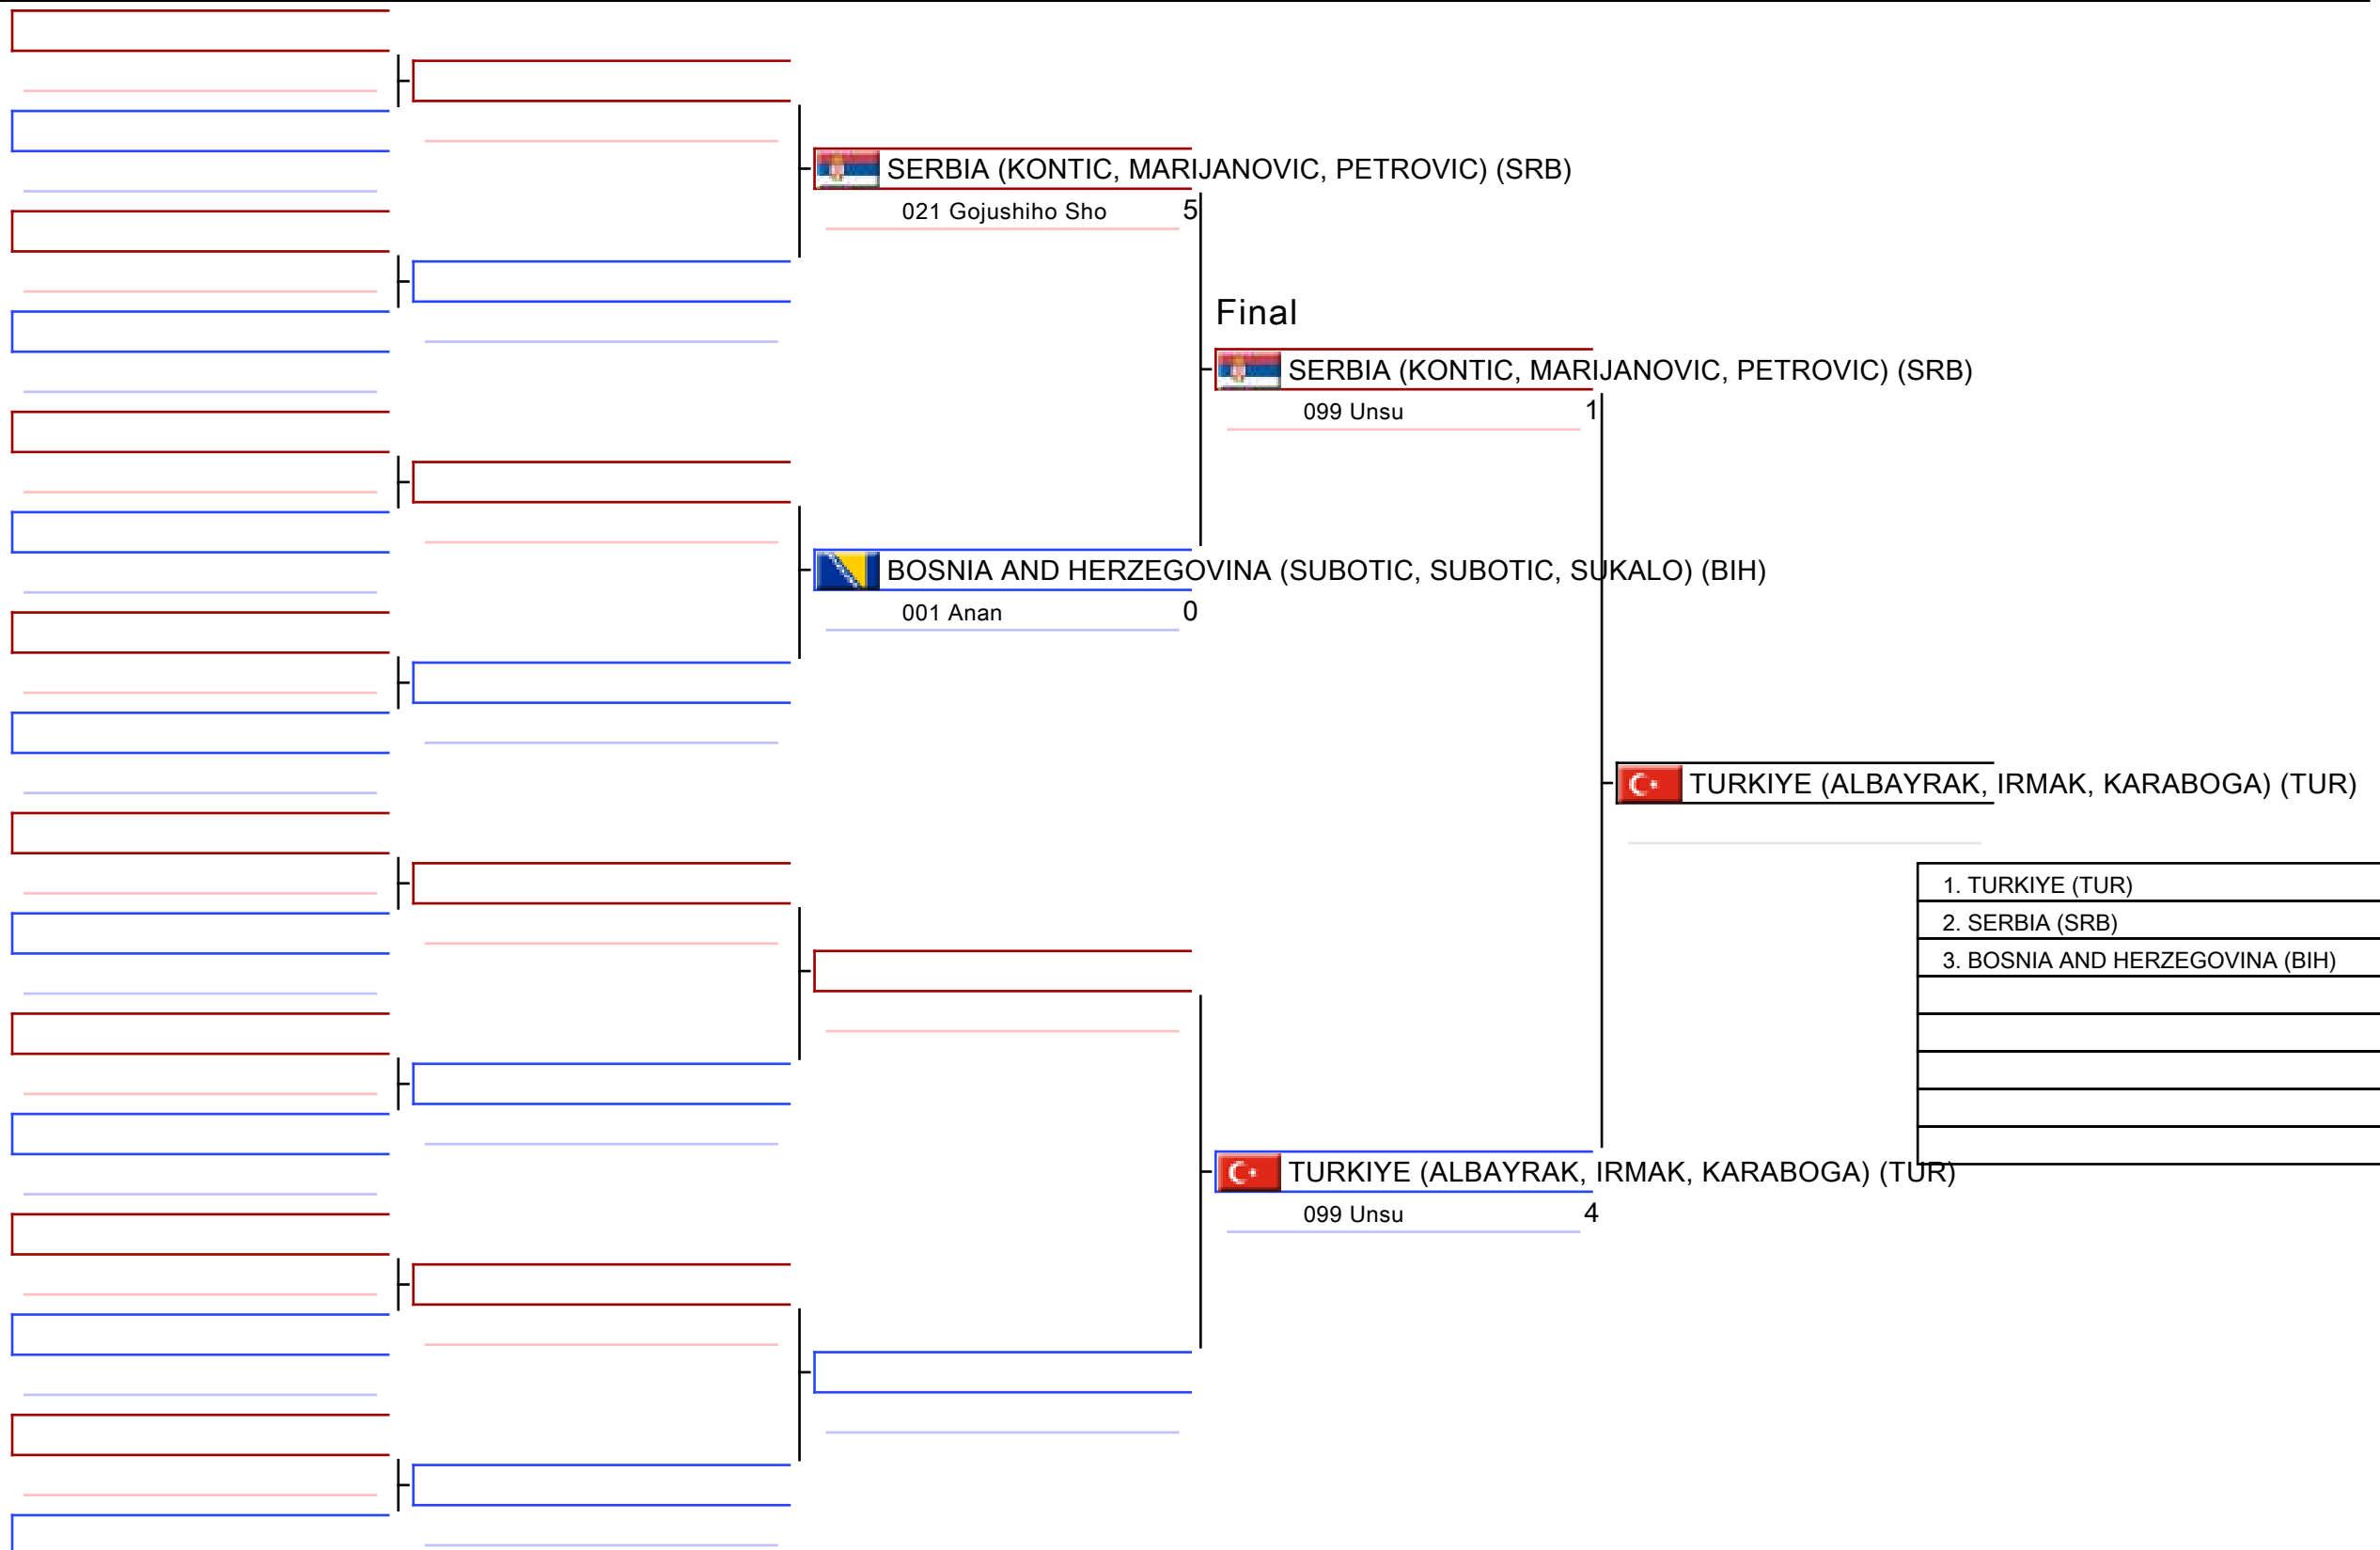 SERBIA (KONTIC, MARIJANOVIC, PETROVIC) (SRB)
021 Gojushiho Sho 5
Final
SERBIA (KONTIC, MARIJANOVIC, PETROVIC) (SRB)
099 Unsu 1
BOSNIA AND HERZEGOVINA (SUBOTIC, SUBOTIC, SUKALO) (BIH)
001 Anan 0
TURKIYE (ALBAYRAK, IRMAK, KARABOGA) (TUR)
1. TURKIYE (TUR)
2. SERBIA (SRB)
3. BOSNIA AND HERZEGOVINA (BIH)
TURKIYE (ALBAYRAK, IRMAK, KARABOGA) (TUR)
099 Unsu 4